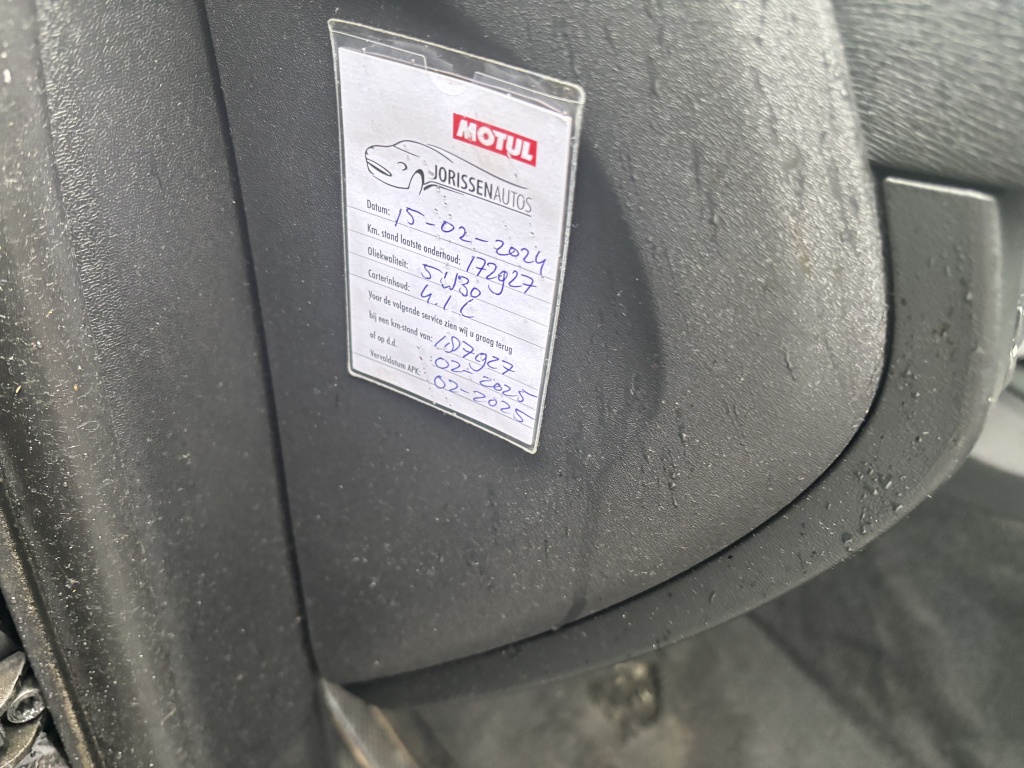 MOTUL
JORISSENAUTOS
Datum: 15-02-2024
Km. stand laatste onderhoud: 172927
Oliekwaliteit: 5W30
Carterinhoud: 4.1 L
Voor de volgende service zien wij u graag terug
bij een km-stand van: 187927
of op d.d. : 02-2025
Vervaldatum APK: 02-2025